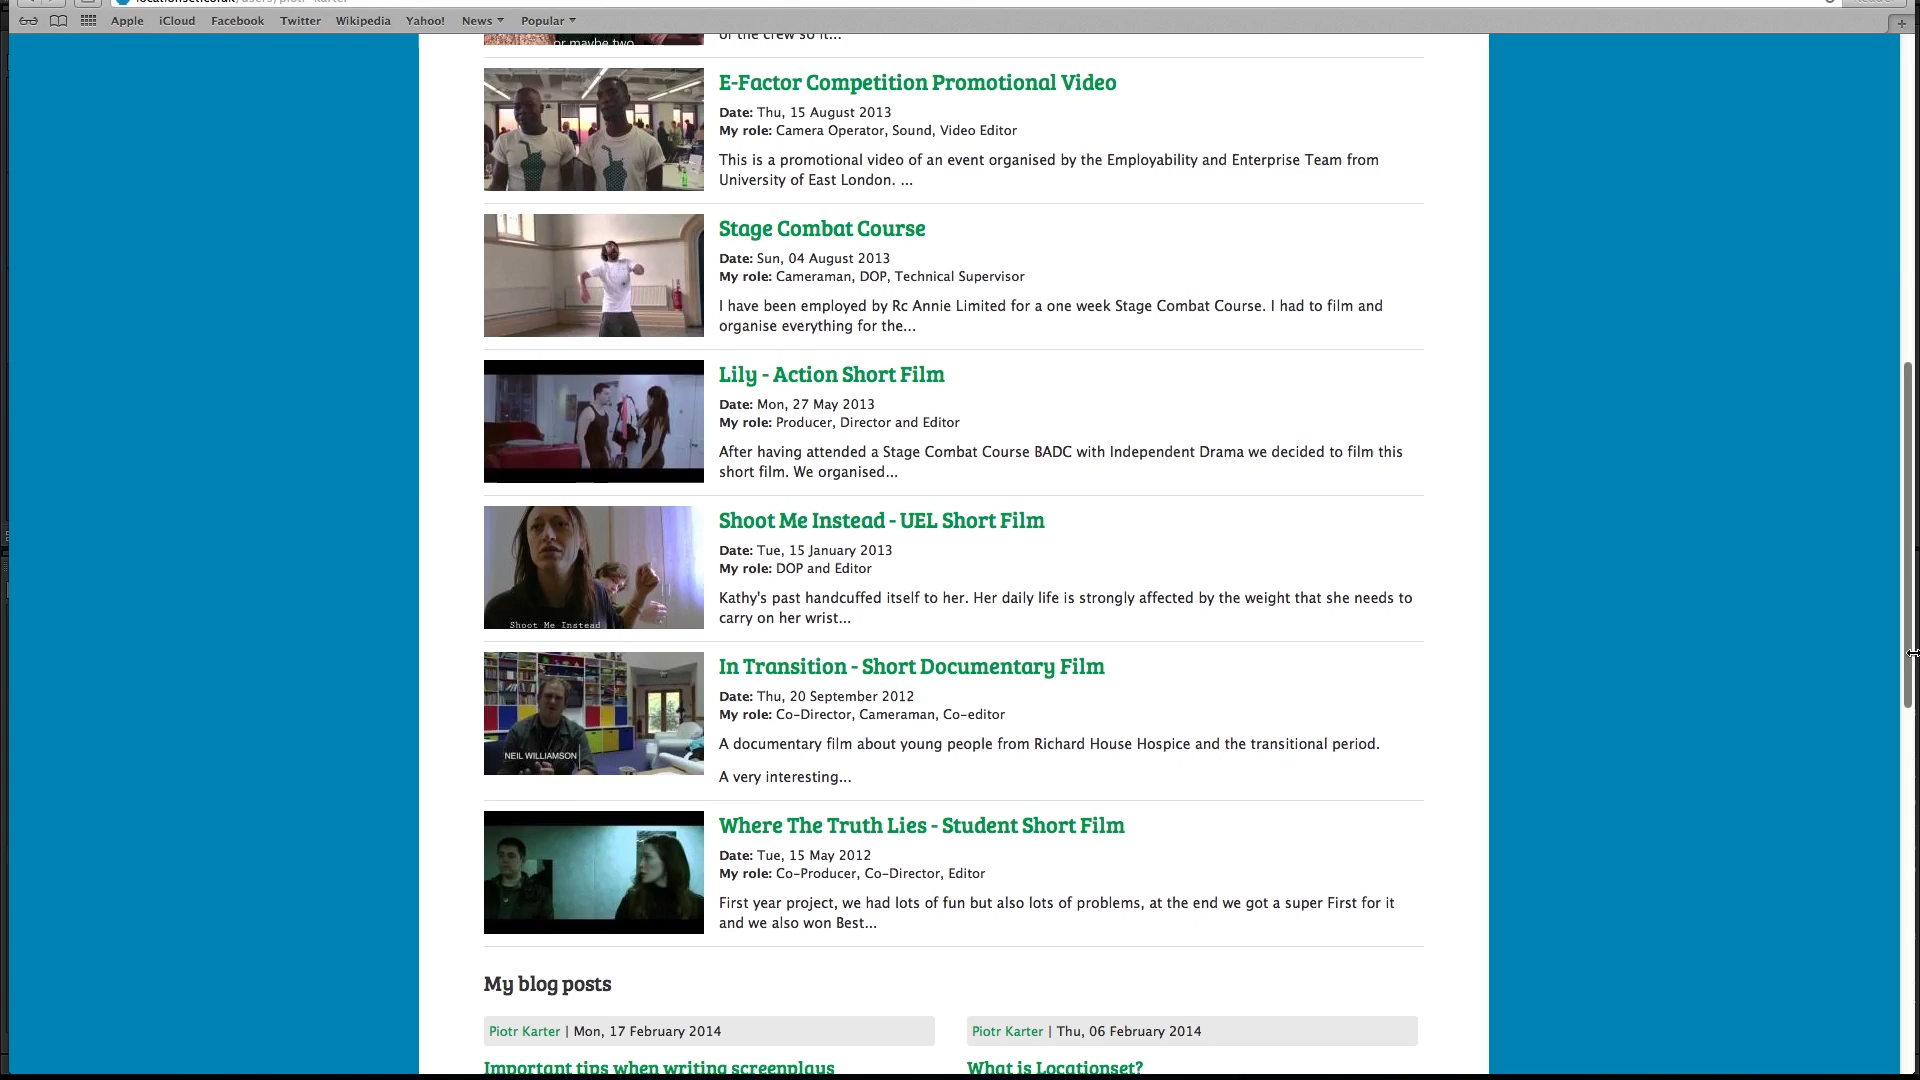 Apple iCloud Facebook Twitter Wikipedia Yahoo! News Popular
or maybe two
of the crew so it...
E-Factor Competition Promotional Video
Date: Thu, 15 August 2013
My role: Camera Operator, Sound, Video Editor
This is a promotional video of an event organised by the Employability and Enterprise Team from
University of East London. ...
Stage Combat Course
Date: Sun, 04 August 2013
My role: Cameraman, DOP, Technical Supervisor
I have been employed by Rc Annie Limited for a one week Stage Combat Course. I had to film and
organise everything for the...
Lily - Action Short Film
Date: Mon, 27 May 2013
My role: Producer, Director and Editor
After having attended a Stage Combat Course BADC with Independent Drama we decided to film this
short film. We organised...
Shoot Me Instead
Shoot Me Instead - UEL Short Film
Date: Tue, 15 January 2013
My role: DOP and Editor
Kathy's past handcuffed itself to her. Her daily life is strongly affected by the weight that she needs to
carry on her wrist...
NEIL WILLIAMSON
In Transition - Short Documentary Film
Date: Thu, 20 September 2012
My role: Co-Director, Cameraman, Co-editor
A documentary film about young people from Richard House Hospice and the transitional period.
A very interesting...
Where The Truth Lies - Student Short Film
Date: Tue, 15 May 2012
My role: Co-Producer, Co-Director, Editor
First year project, we had lots of fun but also lots of problems, at the end we got a super First for it
and we also won Best...
My blog posts
Piotr Karter | Mon, 17 February 2014
Important tips when writing screenplays
Piotr Karter | Thu, 06 February 2014
What is Locationset?